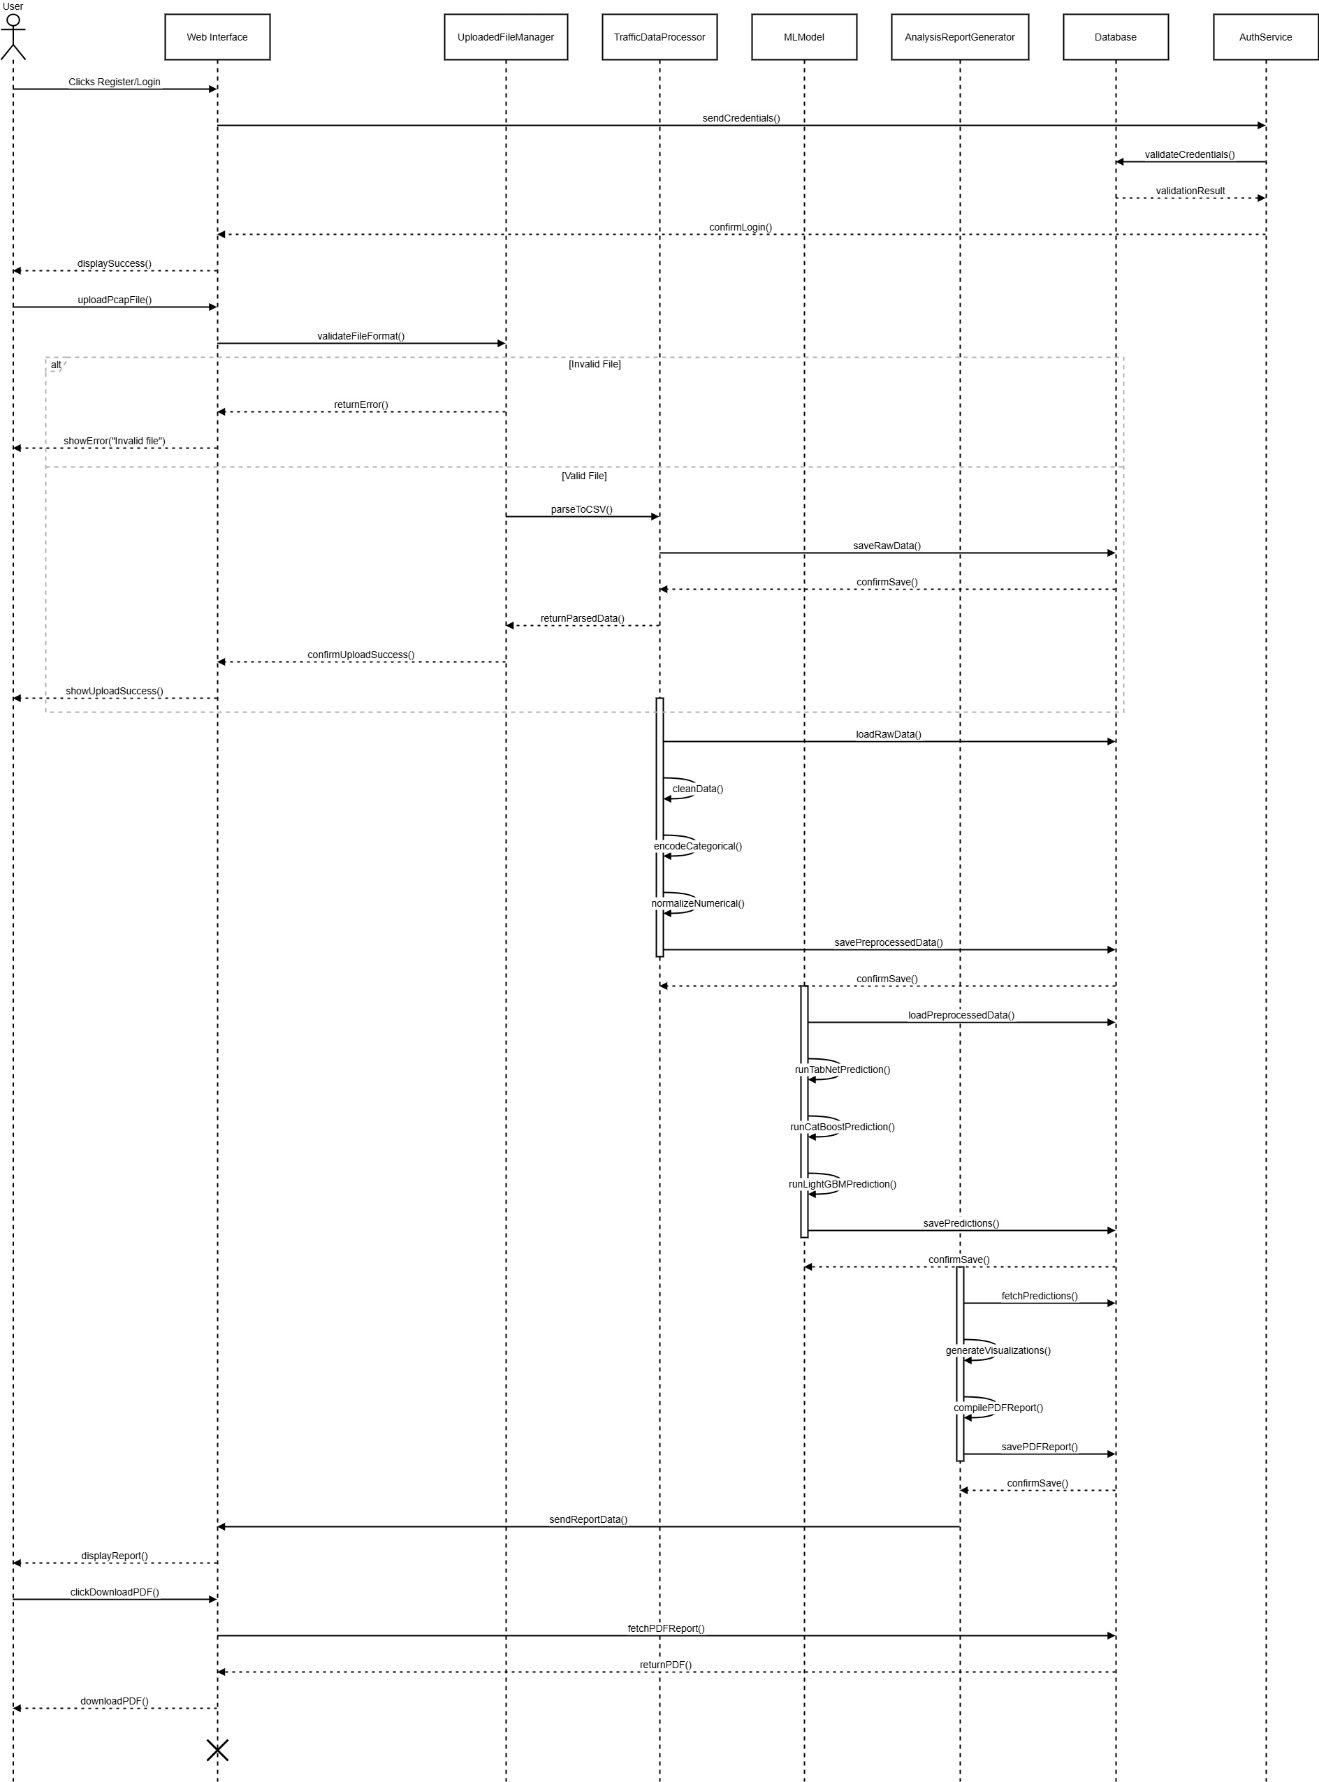 User
Web Interface
UploadedFileManager
TrafficDataProcessor
MLModel
AnalysisReportGenerator
Database
AuthService
Clicks Register/Login
sendCredentials()
validateCredentials()
validationResult
confirmLogin()
displaySuccess()
uploadPcapFile()
validateFileFormat()
alt
[Invalid File]
returnError()
showError("Invalid file")
[Valid File]
parseToCSV()
saveRawData()
confirmSave()
returnParsedData()
confirmUploadSuccess()
showUploadSuccess()
loadRawData()
cleanData()
encodeCategorical()
normalizeNumerical()
savePreprocessedData()
confirmSave()
loadPreprocessedData()
runTabNetPrediction()
runCatBoostPrediction()
runLightGBMPrediction()
savePredictions()
confirmSave()
fetchPredictions()
generateVisualizations()
compilePDFReport()
savePDFReport()
confirmSave()
sendReportData()
displayReport()
clickDownloadPDF()
fetchPDFReport()
returnPDF()
downloadPDF()